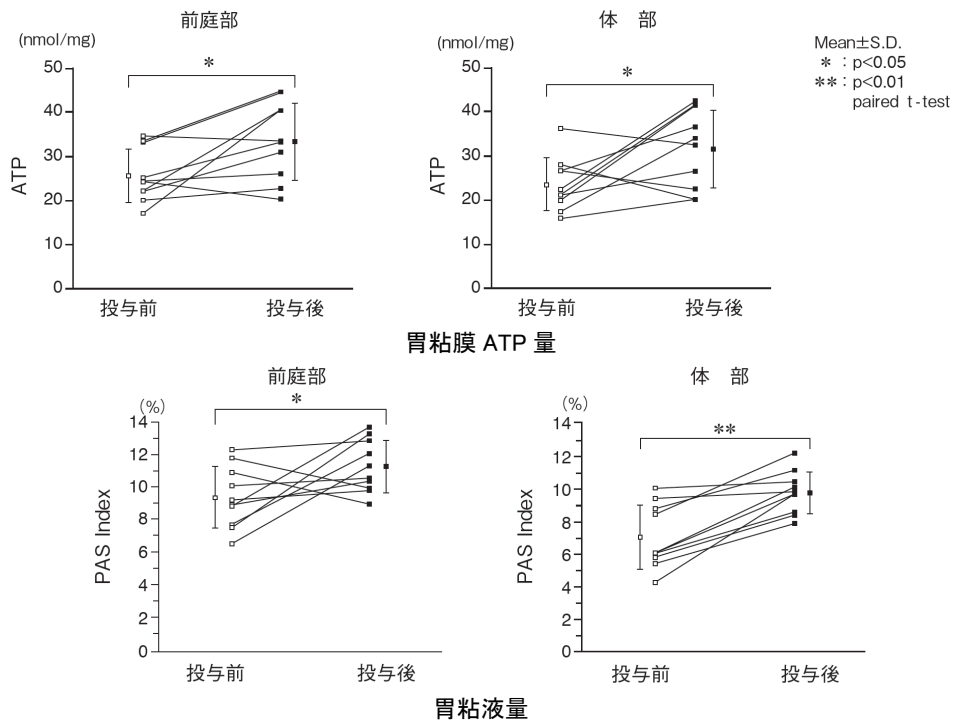 前庭部
(nmol/mg)
50
40
30
20
10
0
ATP
*
投与前
投与後
体　部
(nmol/mg)
50
40
30
20
10
0
ATP
*
投与前
投与後
Mean±S.D.
* : p<0.05
** : p<0.01
paired t-test
胃粘膜 ATP 量
前庭部
(%)
14
12
10
8
6
4
2
0
PAS Index
*
投与前
投与後
体　部
(%)
14
12
10
8
6
4
2
0
PAS Index
**
投与前
投与後
胃粘液量